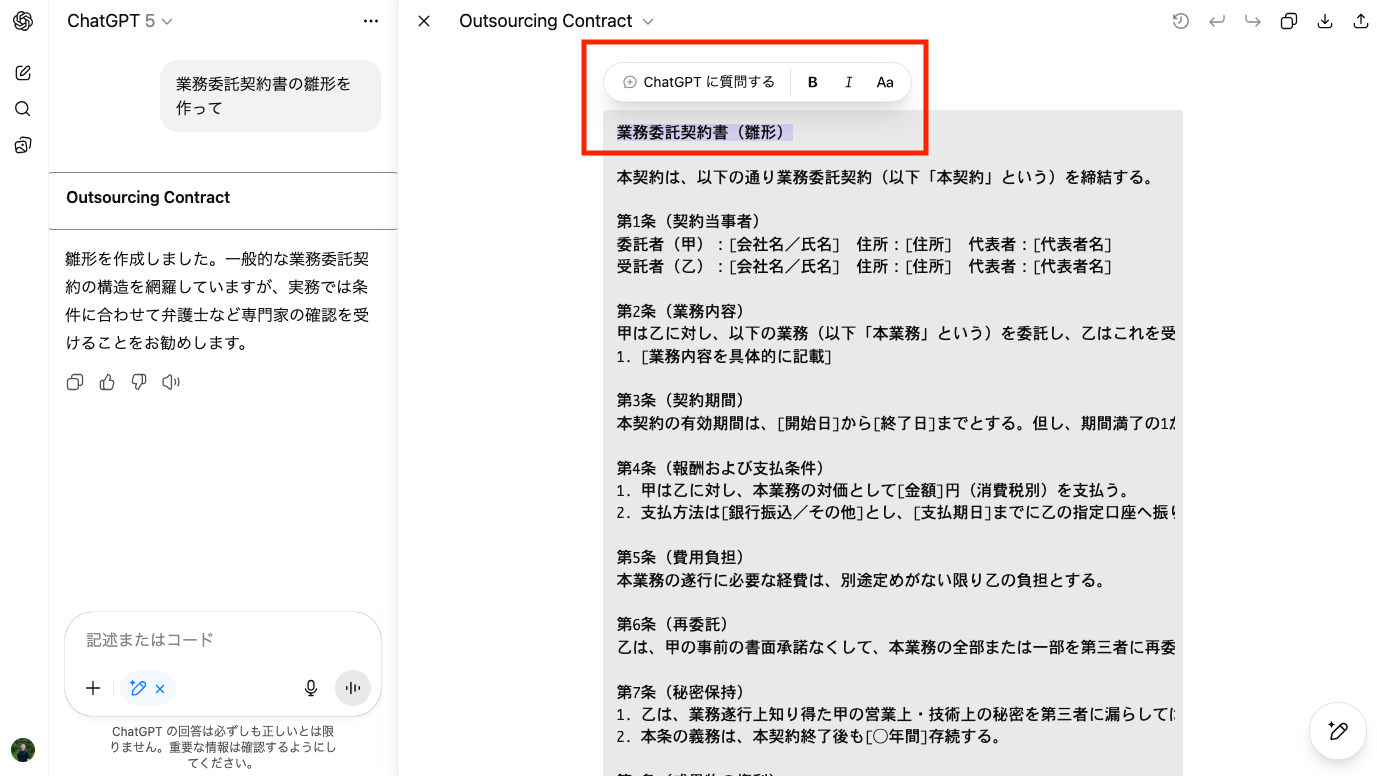 ChatGPT 5
業務委託契約書の雛形を
作って
Outsourcing Contract
雛形を作成しました。一般的な業務委託契
約の構造を網羅していますが、実務では条
件に合わせて弁護士など専門家の確認を受
けることをお勧めします。
記述またはコード
ChatGPT の回答は必ずしも正しいとは限
りません。重要な情報は確認するようにし
てください。
Outsourcing Contract
ChatGPT に質問する B I Aa
業務委託契約書（雛形）
本契約は、以下の通り業務委託契約（以下「本契約」という）を締結する。
第1条（契約当事者）
委託者（甲）：[会社名／氏名]　住所：[住所]　代表者：[代表者名]
受託者（乙）：[会社名／氏名]　住所：[住所]　代表者：[代表者名]
第2条（業務内容）
甲は乙に対し、以下の業務（以下「本業務」という）を委託し、乙はこれを受
1. [業務内容を具体的に記載]
第3条（契約期間）
本契約の有効期間は、[開始日]から[終了日]までとする。但し、期間満了の1
第4条（報酬および支払条件）
1. 甲は乙に対し、本業務の対価として[金額]円（消費税別）を支払う。
2. 支払方法は[銀行振込／その他]とし、[支払期日]までに乙の指定口座へ振り
第5条（費用負担）
本業務の遂行に必要な経費は、別途定めがない限り乙の負担とする。
第6条（再委託）
乙は、甲の事前の書面承諾なくして、本業務の全部または一部を第三者に再委
第7条（秘密保持）
1. 乙は、業務遂行上知り得た甲の営業上・技術上の秘密を第三者に漏らして
2. 本条の義務は、本契約終了後も[〇年間]存続する。